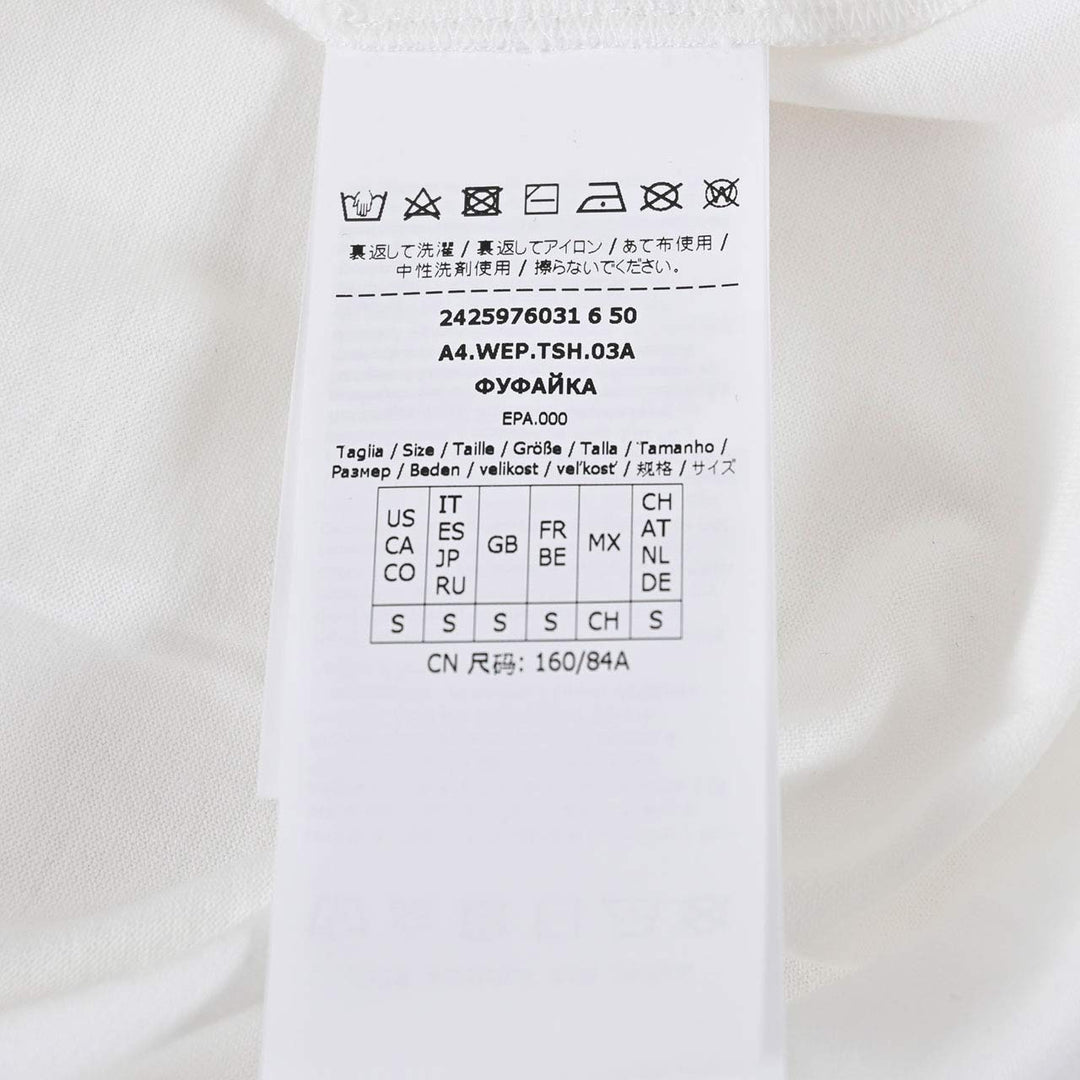 裏返して洗濯 / 裏返してアイロン / あて布使用 /
中性洗剤使用 / 擦らないでください。
2425976031 6 50
A4.WEP.TSH.03A
ФУФАЙКА
EPA.000
Taglia / Size / Taille / Größe / Talla / Tamanho /
Размер / Beden / velikost / veľkosť / 规格 / サイズ
US CA CO IT ES JP RU GB FR BE MX CH AT NL DE
S S S S CH S
CN 尺码: 160/84A